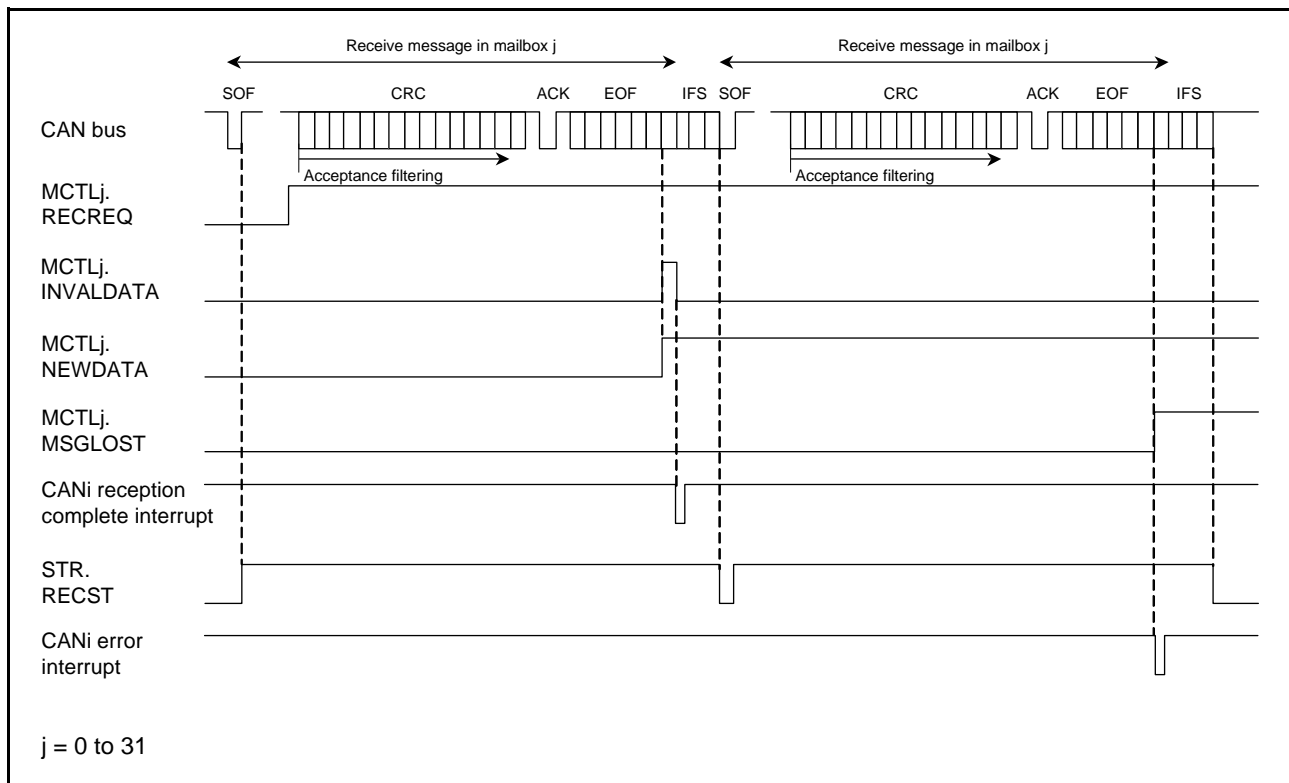 Receive message in mailbox j Receive message in mailbox j
SOF CRC ACK EOF IFS SOF CRC ACK EOF IFS
CAN bus
Acceptance filtering Acceptance filtering
MCTLj.
RECREQ
MCTLj.
INVALDATA
MCTLj.
NEWDATA
MCTLj.
MSGLOST
CANi reception
complete interrupt
STR.
RECST
CANi error
interrupt
j = 0 to 31